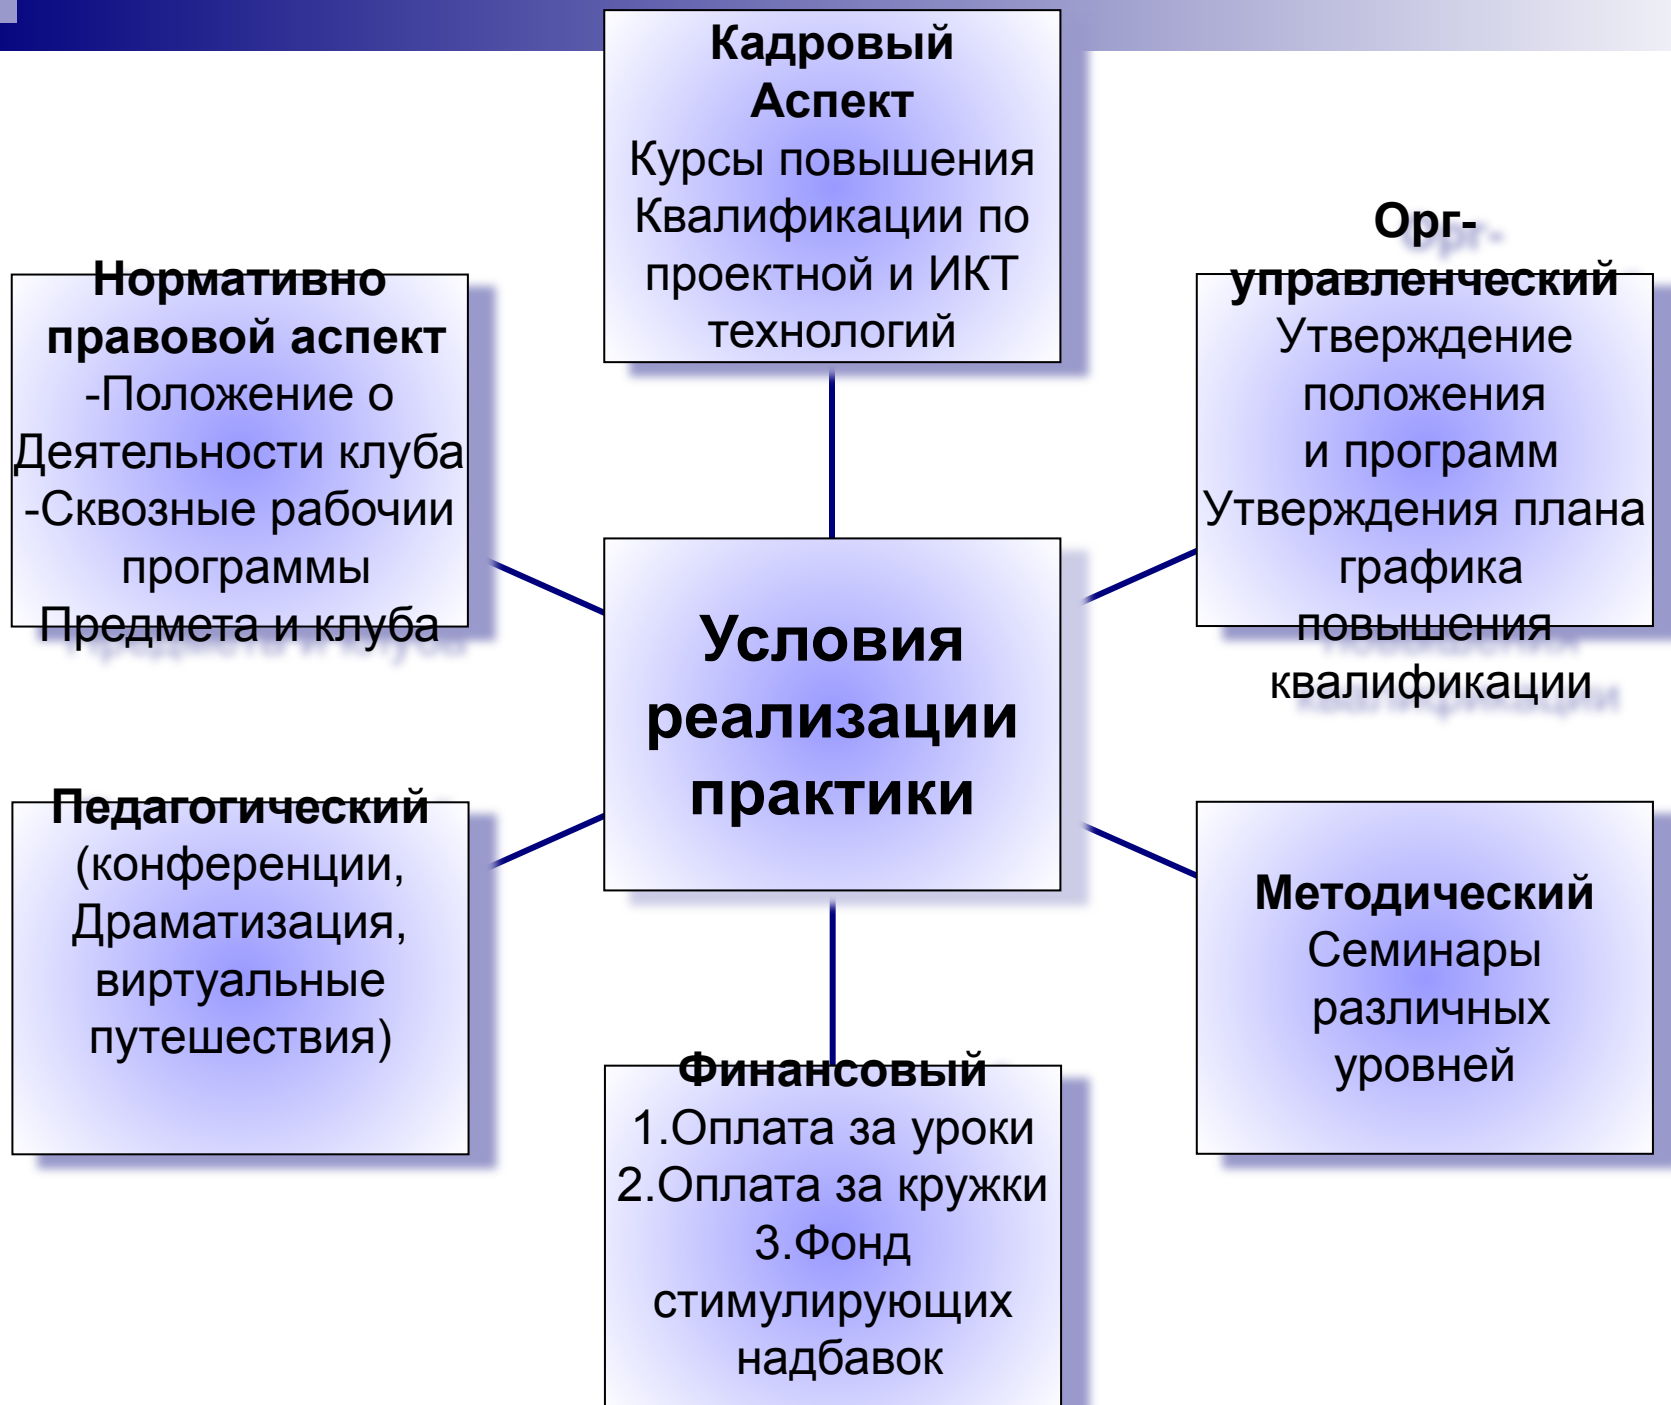 Кадровый
Аспект
Курсы повышения
Квалификации по
проектной и ИКТ
технологий
Нормативно
правовой аспект
-Положение о
Деятельности клуба
-Сквозные рабочии
программы
Предмета и клуба
Орг-
управленческий
Утверждение
положения
и программ
Утверждения плана
графика
повышения
квалификации
Условия
реализации
практики
Педагогический
(конференции,
Драматизация,
виртуальные
путешествия)
Методический
Семинары
различных
уровней
Финансовый
1.Оплата за уроки
2.Оплата за кружки
3.Фонд
стимулирующих
надбавок